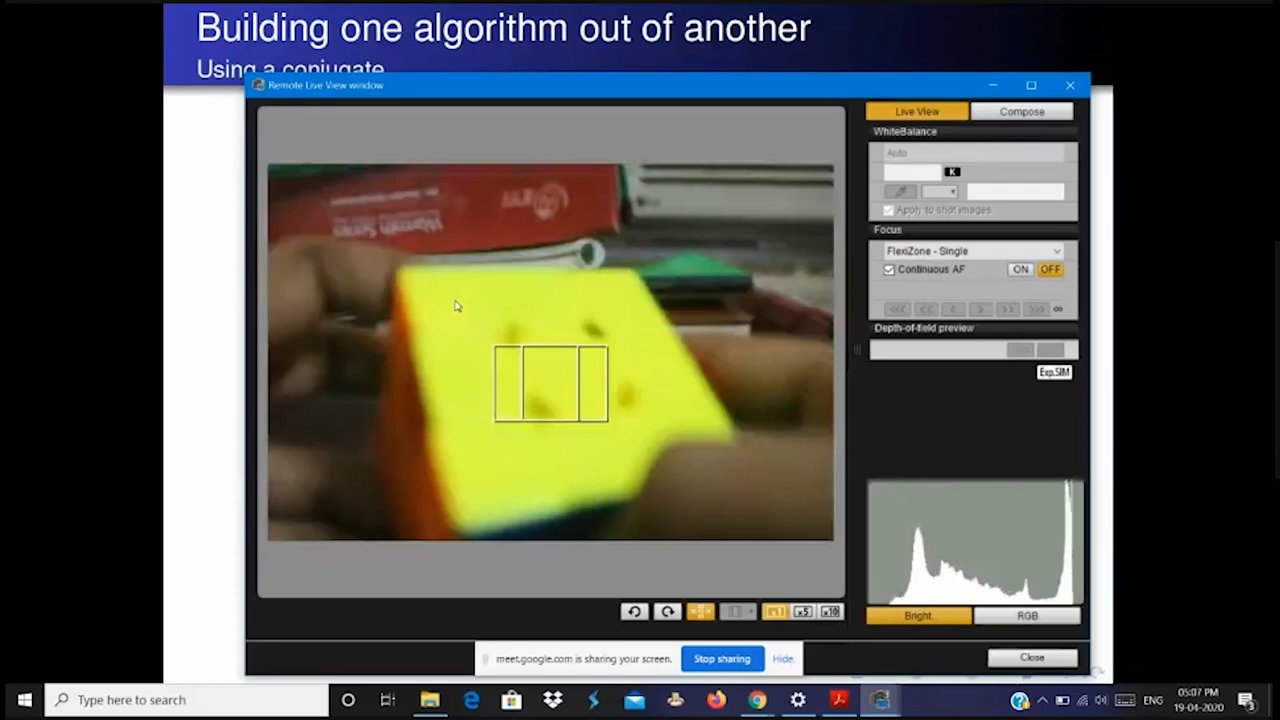 Building one algorithm out of another
Using a conjugate
Remote Live View window
Live View
Compose
WhiteBalance
Auto
K
Apply to shot images
Focus
FlexiZone - Single
Continuous AF
ON
OFF
<<<
<<
<
>
>>
>>>
∞
Depth-of-field preview
Exp.SIM
Bright.
RGB
x1
x5
x10
meet.google.com is sharing your screen.
Stop sharing
Hide
Close
Type here to search
ENG
05:07 PM
19-04-2020
3